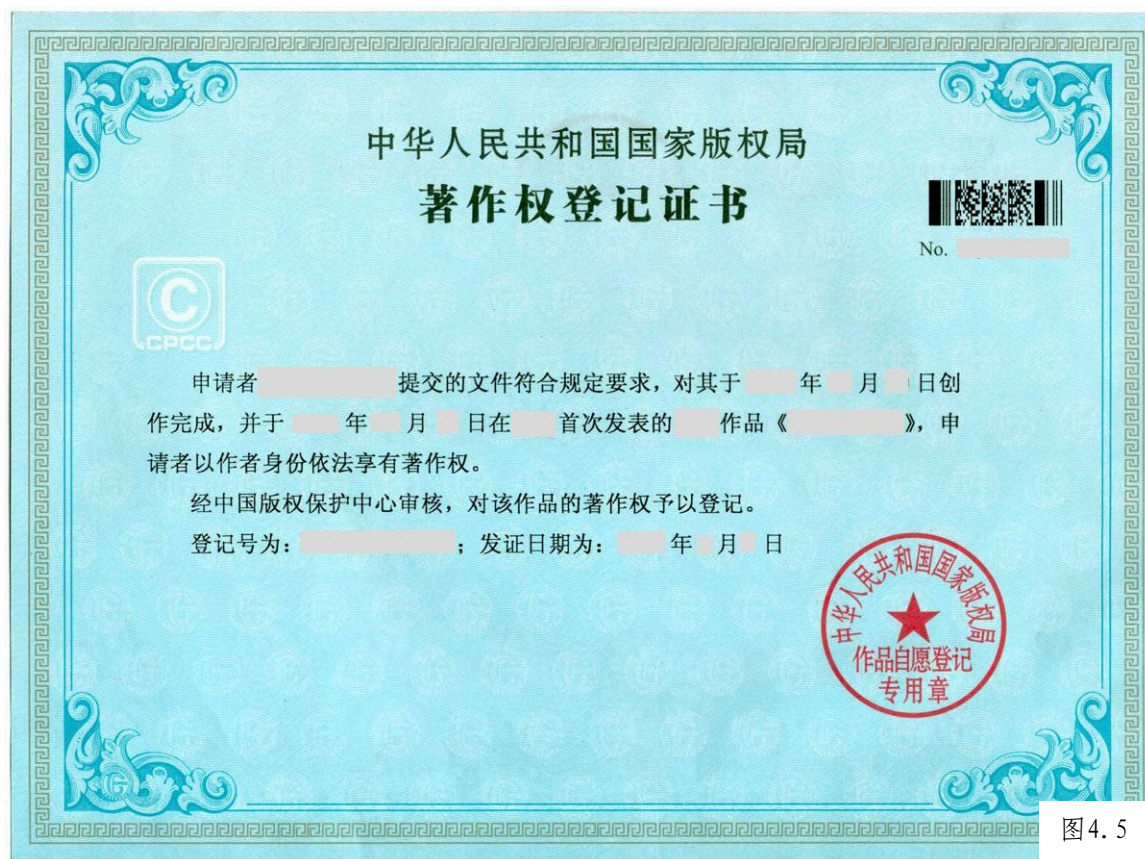 中华人民共和国国家版权局
著作权登记证书
No.
CPCC
申请者 提交的文件符合规定要求，对其于 年 月 日创
作完成，并于 年 月 日在 首次发表的 作品《 》，申
请者以作者身份依法享有著作权。
经中国版权保护中心审核，对该作品的著作权予以登记。
登记号为： ；发证日期为： 年 月 日
中华人民共和国国家版权局
作品自愿登记
专用章
图4.5